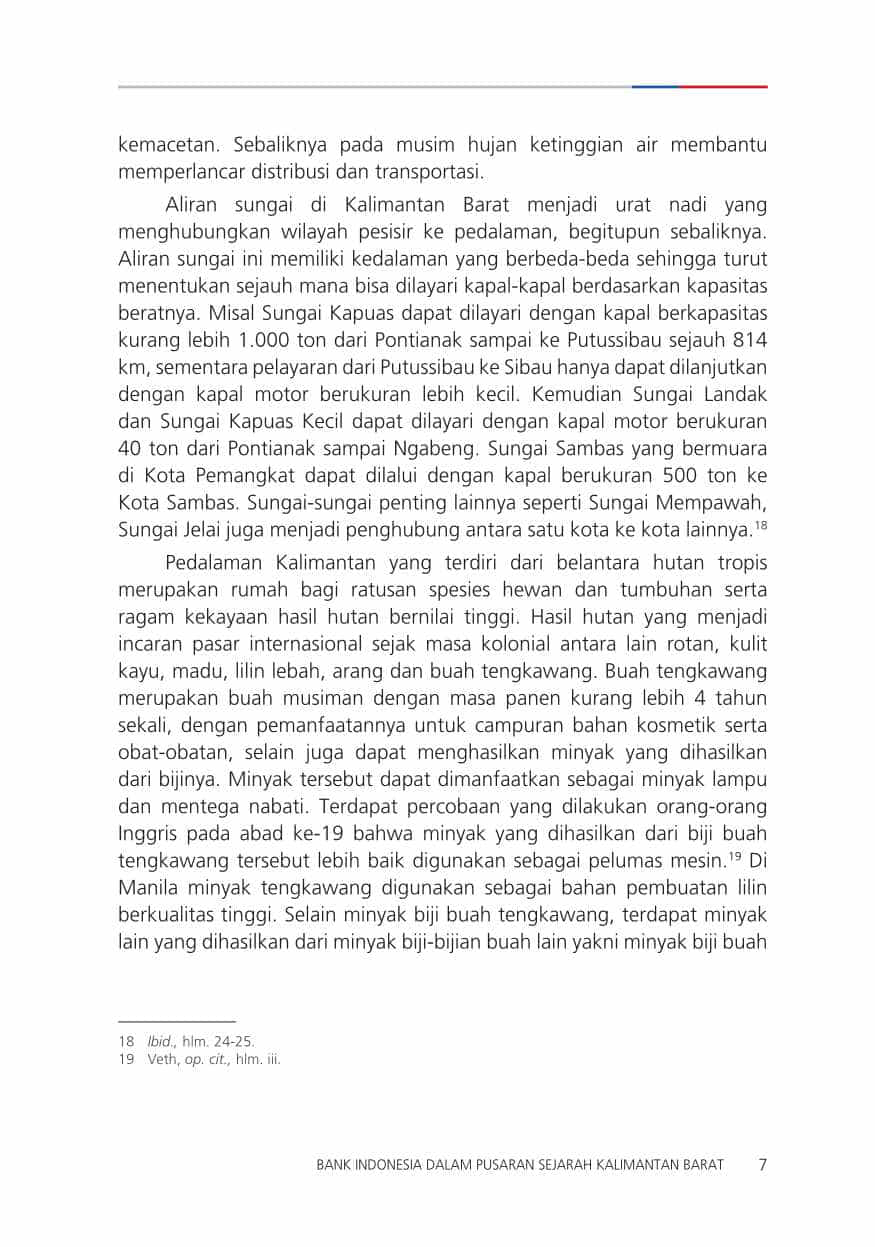 kemacetan. Sebaliknya pada musim hujan ketinggian air membantu
memperlancar distribusi dan transportasi.
Aliran sungai di Kalimantan Barat menjadi urat nadi yang
menghubungkan wilayah pesisir ke pedalaman, begitupun sebaliknya.
Aliran sungai ini memiliki kedalaman yang berbeda-beda sehingga turut
menentukan sejauh mana bisa dilayari kapal-kapal berdasarkan kapasitas
beratnya. Misal Sungai Kapuas dapat dilayari dengan kapal berkapasitas
kurang lebih 1.000 ton dari Pontianak sampai ke Putussibau sejauh 814
km, sementara pelayaran dari Putussibau ke Sibau hanya dapat dilanjutkan
dengan kapal motor berukuran lebih kecil. Kemudian Sungai Landak
dan Sungai Kapuas Kecil dapat dilayari dengan kapal motor berukuran
40 ton dari Pontianak sampai Ngabeng. Sungai Sambas yang bermuara
di Kota Pemangkat dapat dilalui dengan kapal berukuran 500 ton ke
Kota Sambas. Sungai-sungai penting lainnya seperti Sungai Mempawah,
Sungai Jelai juga menjadi penghubung antara satu kota ke kota lainnya.18
Pedalaman Kalimantan yang terdiri dari belantara hutan tropis
merupakan rumah bagi ratusan spesies hewan dan tumbuhan serta
ragam kekayaan hasil hutan bernilai tinggi. Hasil hutan yang menjadi
incaran pasar internasional sejak masa kolonial antara lain rotan, kulit
kayu, madu, lilin lebah, arang dan buah tengkawang. Buah tengkawang
merupakan buah musiman dengan masa panen kurang lebih 4 tahun
sekali, dengan pemanfaatannya untuk campuran bahan kosmetik serta
obat-obatan, selain juga dapat menghasilkan minyak yang dihasilkan
dari bijinya. Minyak tersebut dapat dimanfaatkan sebagai minyak lampu
dan mentega nabati. Terdapat percobaan yang dilakukan orang-orang
Inggris pada abad ke-19 bahwa minyak yang dihasilkan dari biji buah
tengkawang tersebut lebih baik digunakan sebagai pelumas mesin.19 Di
Manila minyak tengkawang digunakan sebagai bahan pembuatan lilin
berkualitas tinggi. Selain minyak biji buah tengkawang, terdapat minyak
lain yang dihasilkan dari minyak biji-bijian buah lain yakni minyak biji buah
18 Ibid., hlm. 24-25.
19 Veth, op. cit., hlm. iii.
BANK INDONESIA DALAM PUSARAN SEJARAH KALIMANTAN BARAT 7